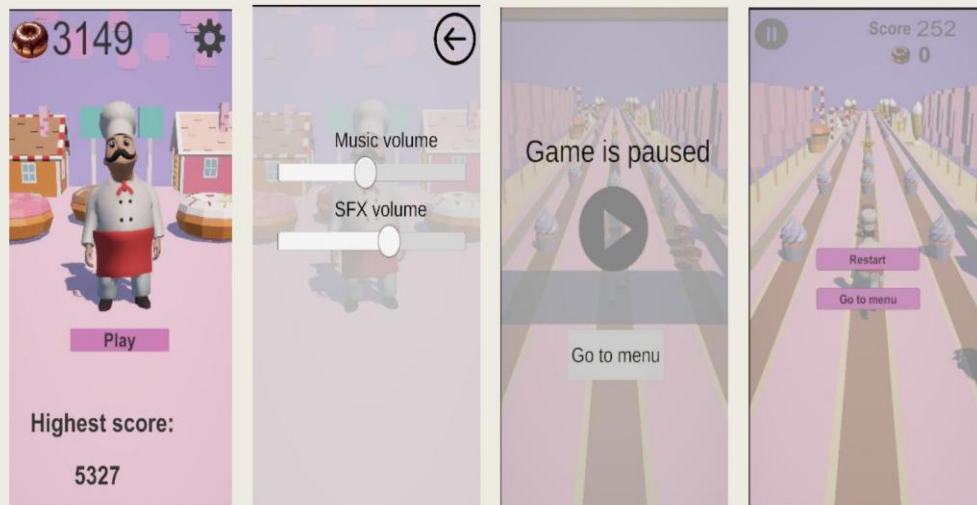 3149
Play
Highest score:
5327
Music volume
SFX volume
Game is paused
Go to menu
Score 252
0
Restart
Go to menu